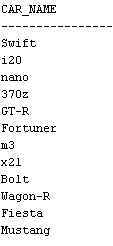 CAR_NAME
----------------
Swift
i20
nano
370z
GT-R
Fortuner
m3
x21
Bolt
Wagon-R
Fiesta
Mustang